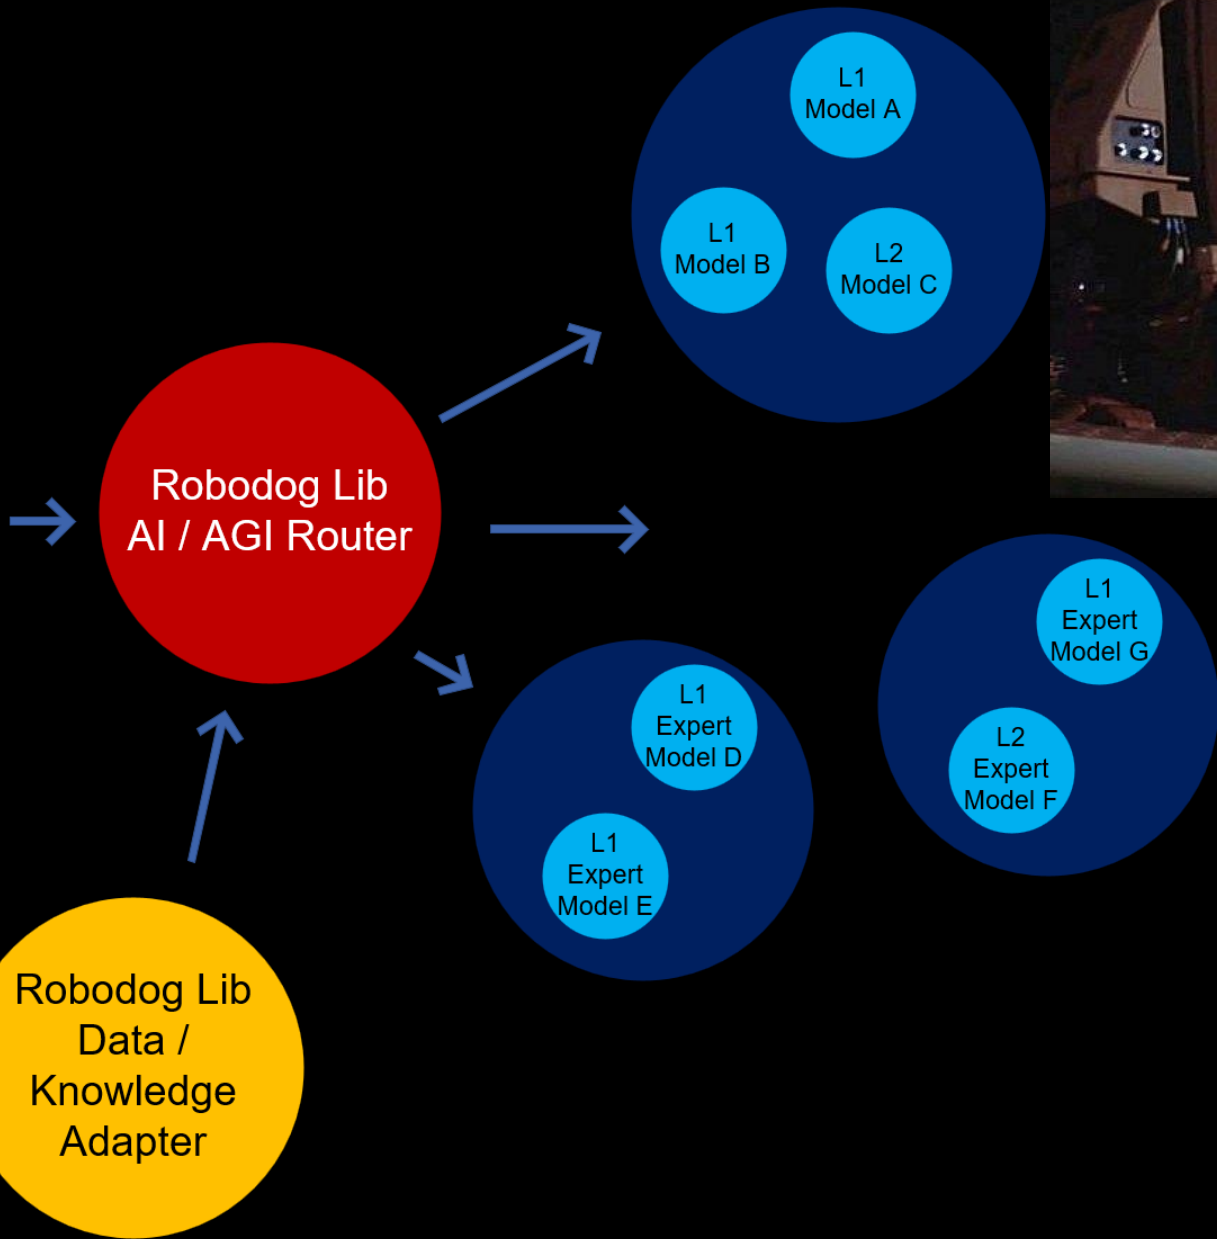 L1
Model A
L1
Model B
L2
Model C
Robodog Lib
AI / AGI Router
L1
Expert
Model G
L1
Expert
Model D
L2
Expert
Model F
L1
Expert
Model E
Robodog Lib
Data /
Knowledge
Adapter